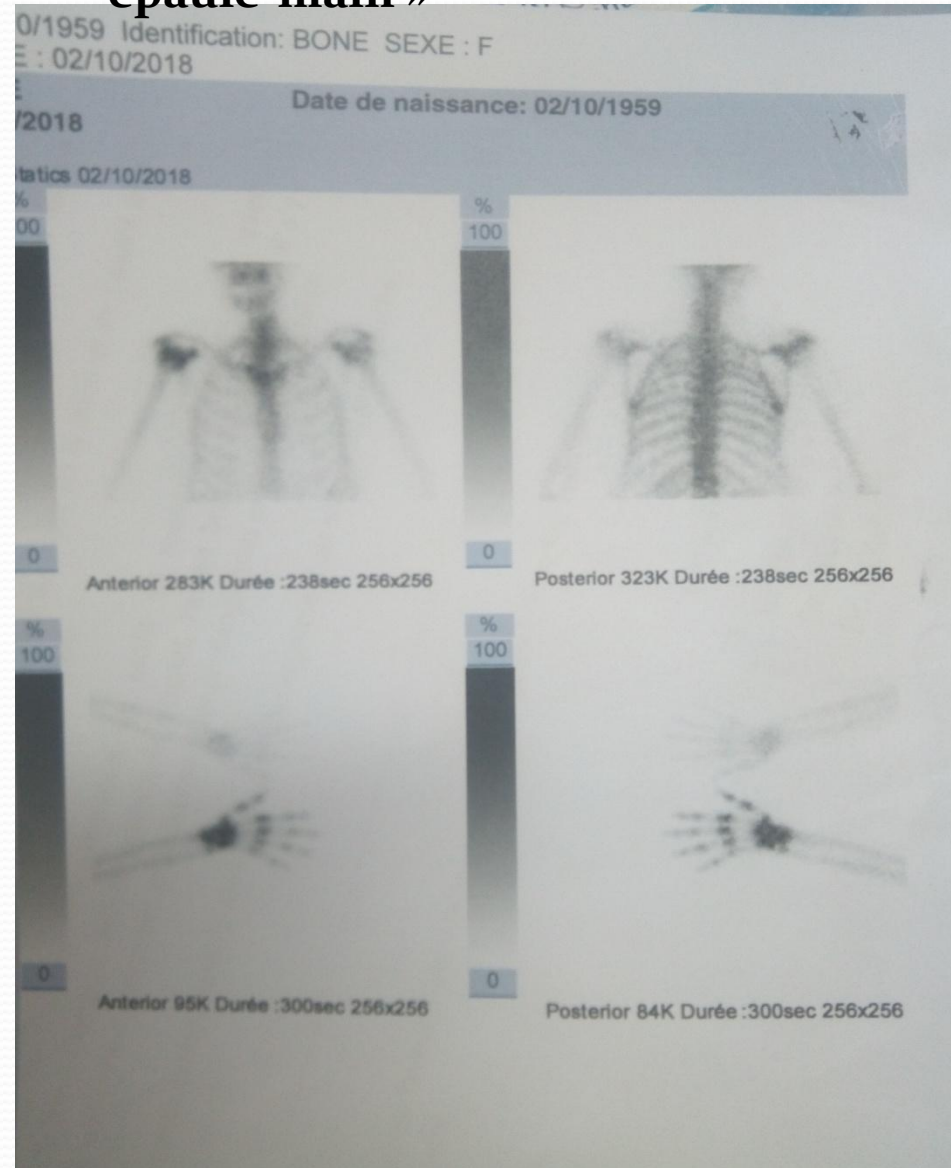 épaule-main »
0/1959 Identification: BONE SEXE : F
E : 02/10/2018
E
/2018
Date de naissance: 02/10/1959
tatics 02/10/2018
%
00
%
100
0
0
Anterior 283K Durée :238sec 256x256
Posterior 323K Durée :238sec 256x256
%
100
%
100
0
0
Anterior 95K Durée :300sec 256x256
Posterior 84K Durée :300sec 256x256